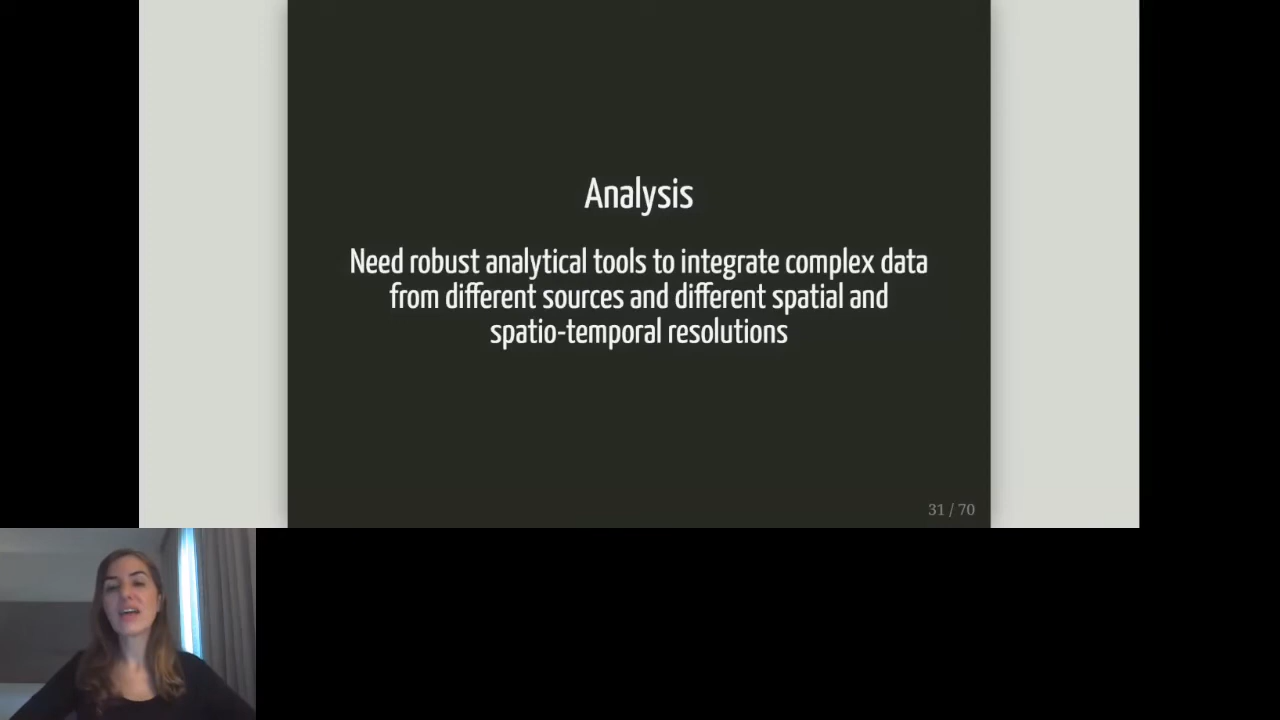 Analysis
Need robust analytical tools to integrate complex data
from different sources and different spatial and
spatio-temporal resolutions
31 / 70